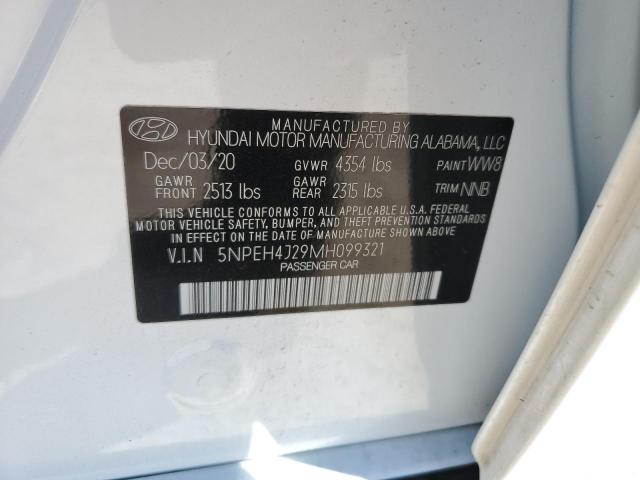 MANUFACTURED BY
HYUNDAI MOTOR MANUFACTURING ALABAMA, LLC
Dec/03/20 GVWR 4354 lbs PAINT WW8
GAWR FRONT 2513 lbs GAWR REAR 2315 lbs TRIM NNB
THIS VEHICLE CONFORMS TO ALL APPLICABLE U.S.A. FEDERAL
MOTOR VEHICLE SAFETY, BUMPER, AND THEFT PREVENTION
STANDARDS IN EFFECT ON THE DATE OF MANUFACTURE SHOWN ABOVE.
V.I.N 5NPEH4J29MH099321
PASSENGER CAR